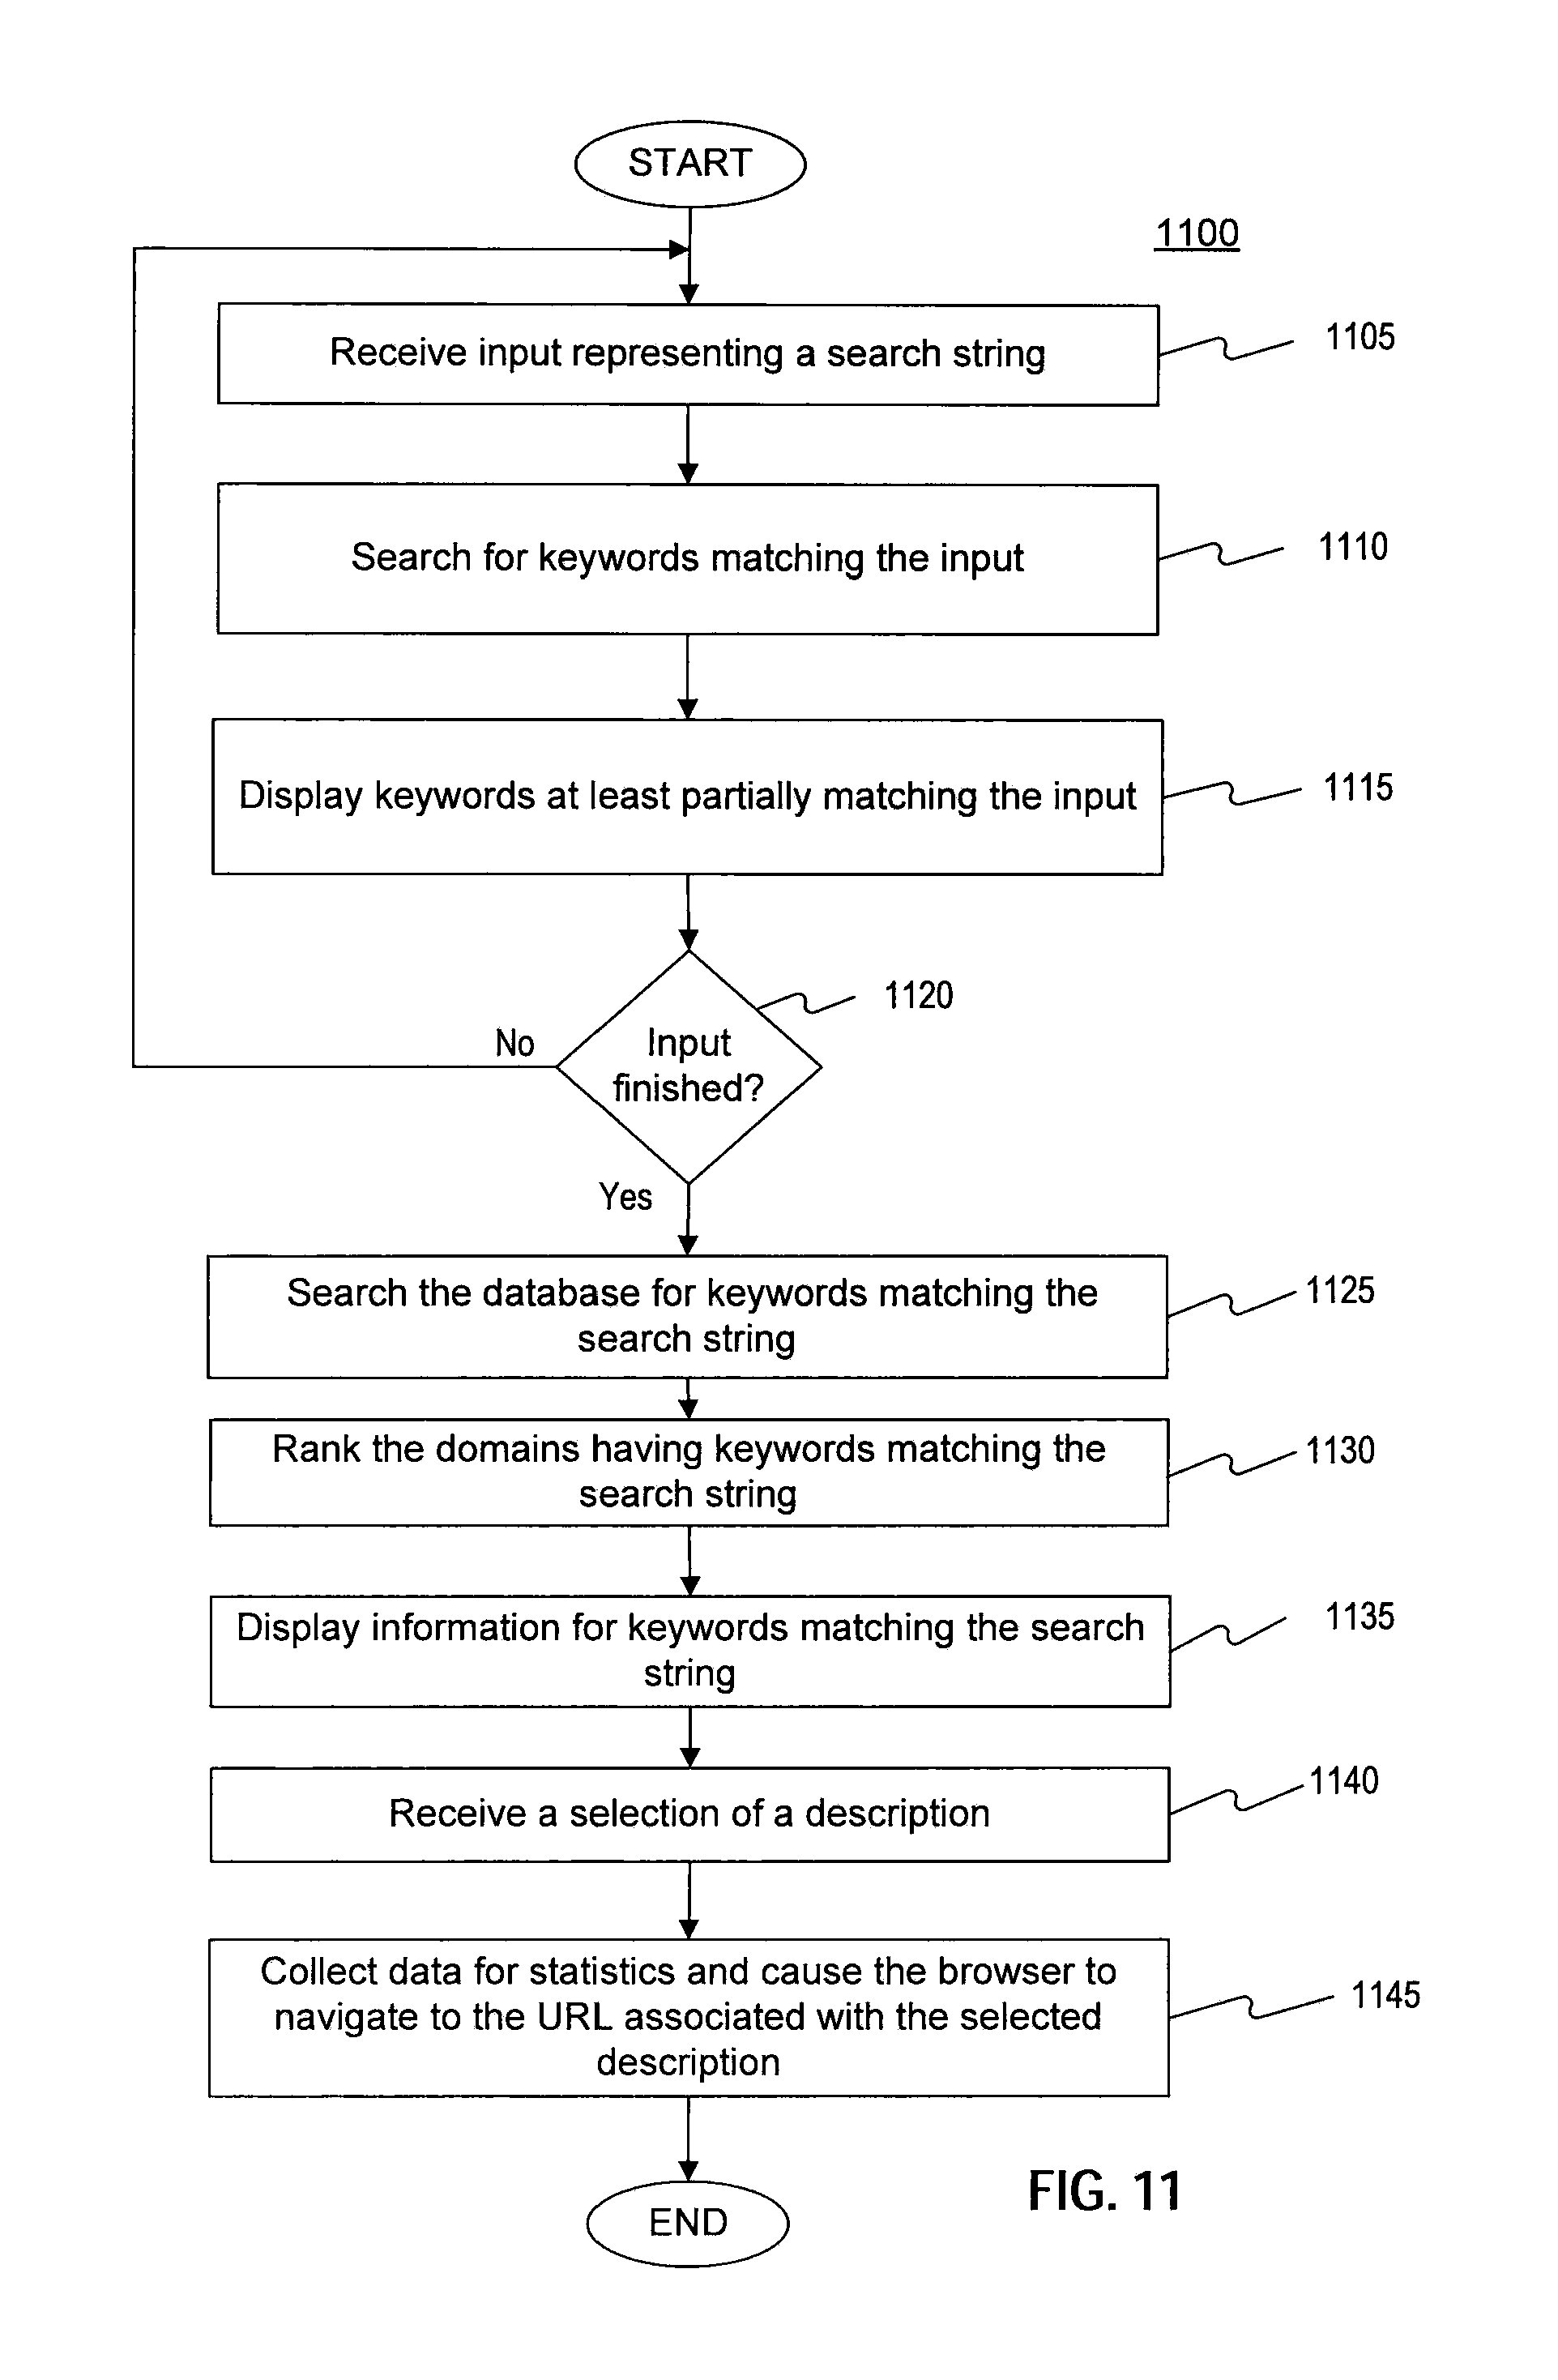 START
1100
Receive input representing a search string
1105
Search for keywords matching the input
1110
Display keywords at least partially matching the input
1115
1120
No
Input
finished?
Yes
Search the database for keywords matching the
search string
1125
Rank the domains having keywords matching the
search string
1130
Display information for keywords matching the search
string
1135
Receive a selection of a description
1140
Collect data for statistics and cause the browser to
navigate to the URL associated with the selected
description
1145
FIG. 11
END